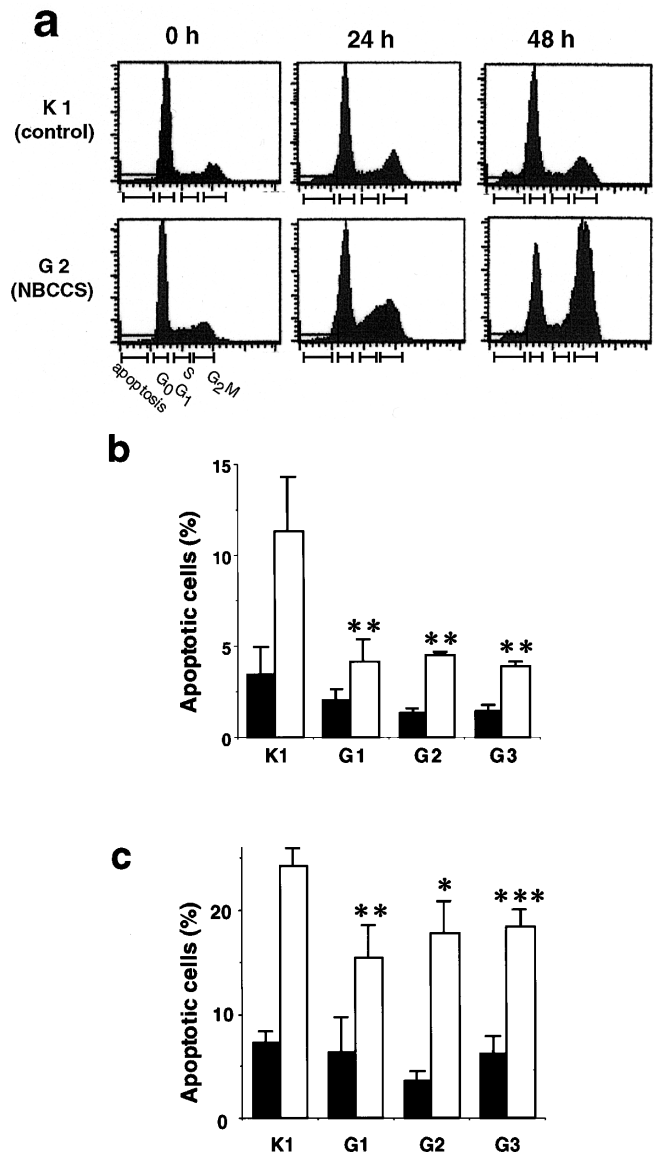 a
0 h 24 h 48 h
K 1
(control)
G 2
(NBCCS)
apoptosis G0G1 S G2M
b
Apoptotic cells (%)
15
10
5
0
** ** **
K1 G1 G2 G3
c
Apoptotic cells (%)
20
10
0
** * ***
K1 G1 G2 G3